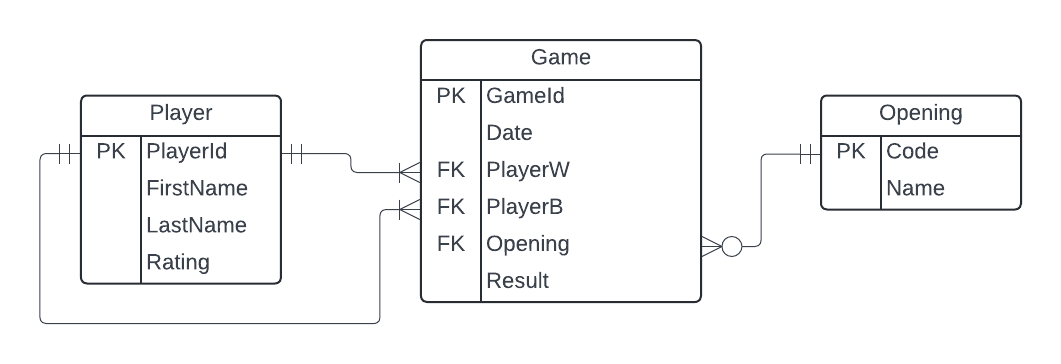 Player
PK PlayerId
FirstName
LastName
Rating
Game
PK GameId
Date
FK PlayerW
FK PlayerB
FK Opening
Result
Opening
PK Code
Name